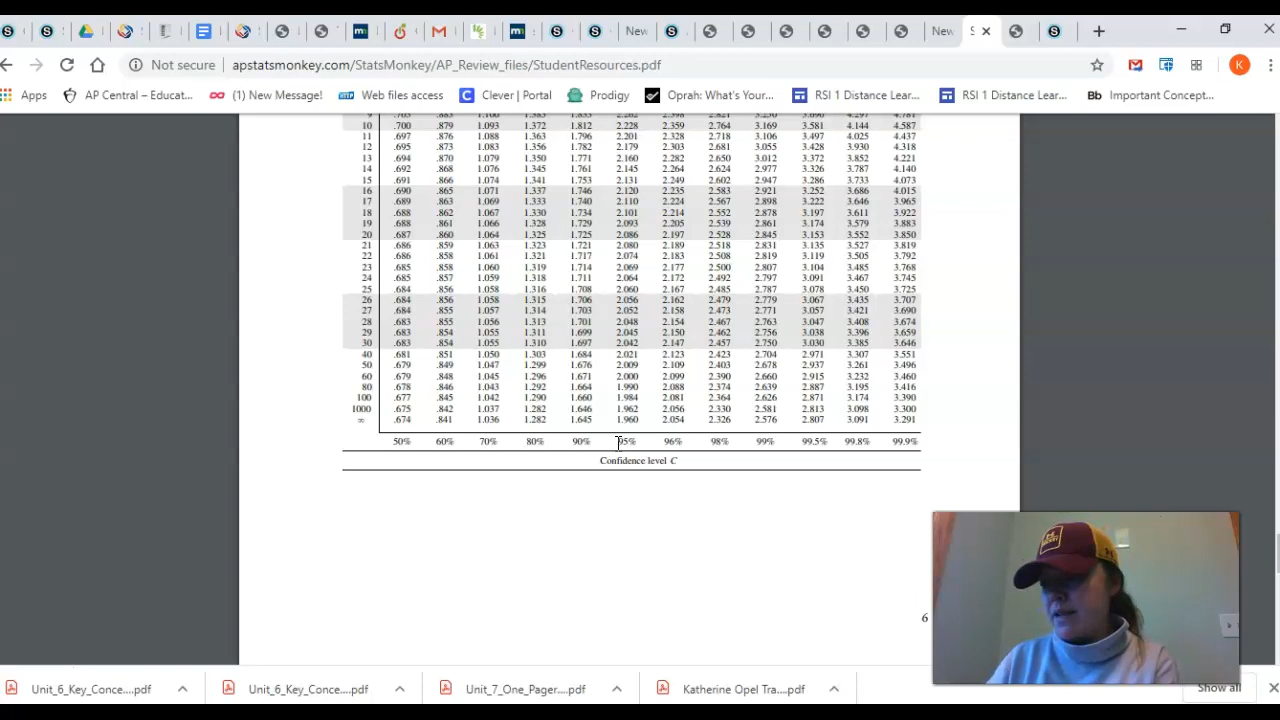 New
New
S
Not secure
apstatsmonkey.com/StatsMonkey/AP_Review_files/StudentResources.pdf
K
Apps
AP Central – Educat...
(1) New Message!
Web files access
Clever | Portal
Prodigy
Oprah: What's Your...
RSI 1 Distance Lear...
RSI 1 Distance Lear...
Bb Important Concept...
10 .700 .879 1.093 1.372 1.812 2.228 2.359 2.764 3.169 3.581 4.144 4.587
11 .697 .876 1.088 1.363 1.796 2.201 2.328 2.718 3.106 3.497 4.025 4.437
12 .695 .873 1.083 1.356 1.782 2.179 2.303 2.681 3.055 3.428 3.930 4.318
13 .694 .870 1.079 1.350 1.771 2.160 2.282 2.650 3.012 3.372 3.852 4.221
14 .692 .868 1.076 1.345 1.761 2.145 2.264 2.624 2.977 3.326 3.787 4.140
15 .691 .866 1.074 1.341 1.753 2.131 2.249 2.602 2.947 3.286 3.733 4.073
16 .690 .865 1.071 1.337 1.746 2.120 2.235 2.583 2.921 3.252 3.686 4.015
17 .689 .863 1.069 1.333 1.740 2.110 2.224 2.567 2.898 3.222 3.646 3.965
18 .688 .862 1.067 1.330 1.734 2.101 2.214 2.552 2.878 3.197 3.611 3.922
19 .688 .861 1.066 1.328 1.729 2.093 2.205 2.539 2.861 3.174 3.579 3.883
20 .687 .860 1.064 1.325 1.725 2.086 2.197 2.528 2.845 3.153 3.552 3.850
21 .686 .859 1.063 1.323 1.721 2.080 2.189 2.518 2.831 3.135 3.527 3.819
22 .686 .858 1.061 1.321 1.717 2.074 2.183 2.508 2.819 3.119 3.505 3.792
23 .685 .858 1.060 1.319 1.714 2.069 2.177 2.500 2.807 3.104 3.485 3.768
24 .685 .857 1.059 1.318 1.711 2.064 2.172 2.492 2.797 3.091 3.467 3.745
25 .684 .856 1.058 1.316 1.708 2.060 2.167 2.485 2.787 3.078 3.450 3.725
26 .684 .856 1.058 1.315 1.706 2.056 2.162 2.479 2.779 3.067 3.435 3.707
27 .684 .855 1.057 1.314 1.703 2.052 2.158 2.473 2.771 3.057 3.421 3.690
28 .683 .855 1.056 1.313 1.701 2.048 2.154 2.467 2.763 3.047 3.408 3.674
29 .683 .854 1.055 1.311 1.699 2.045 2.150 2.462 2.756 3.038 3.396 3.659
30 .683 .854 1.055 1.310 1.697 2.042 2.147 2.457 2.750 3.030 3.385 3.646
40 .681 .851 1.050 1.303 1.684 2.021 2.123 2.423 2.704 2.971 3.307 3.551
50 .679 .849 1.047 1.299 1.676 2.009 2.109 2.403 2.678 2.937 3.261 3.496
60 .679 .848 1.045 1.296 1.671 2.000 2.099 2.390 2.660 2.915 3.232 3.460
80 .678 .846 1.043 1.292 1.664 1.990 2.088 2.374 2.639 2.887 3.195 3.416
100 .677 .845 1.042 1.290 1.660 1.984 2.081 2.364 2.626 2.871 3.174 3.390
1000 .675 .842 1.037 1.282 1.646 1.962 2.056 2.330 2.581 2.813 3.098 3.300
∞ .674 .841 1.036 1.282 1.645 1.960 2.054 2.326 2.576 2.807 3.091 3.291
50% 60% 70% 80% 90% 95% 96% 98% 99% 99.5% 99.8% 99.9%
Confidence level C
6
Unit_6_Key_Conce....pdf
Unit_6_Key_Conce....pdf
Unit_7_One_Pager....pdf
Katherine Opel Tra....pdf
Show all